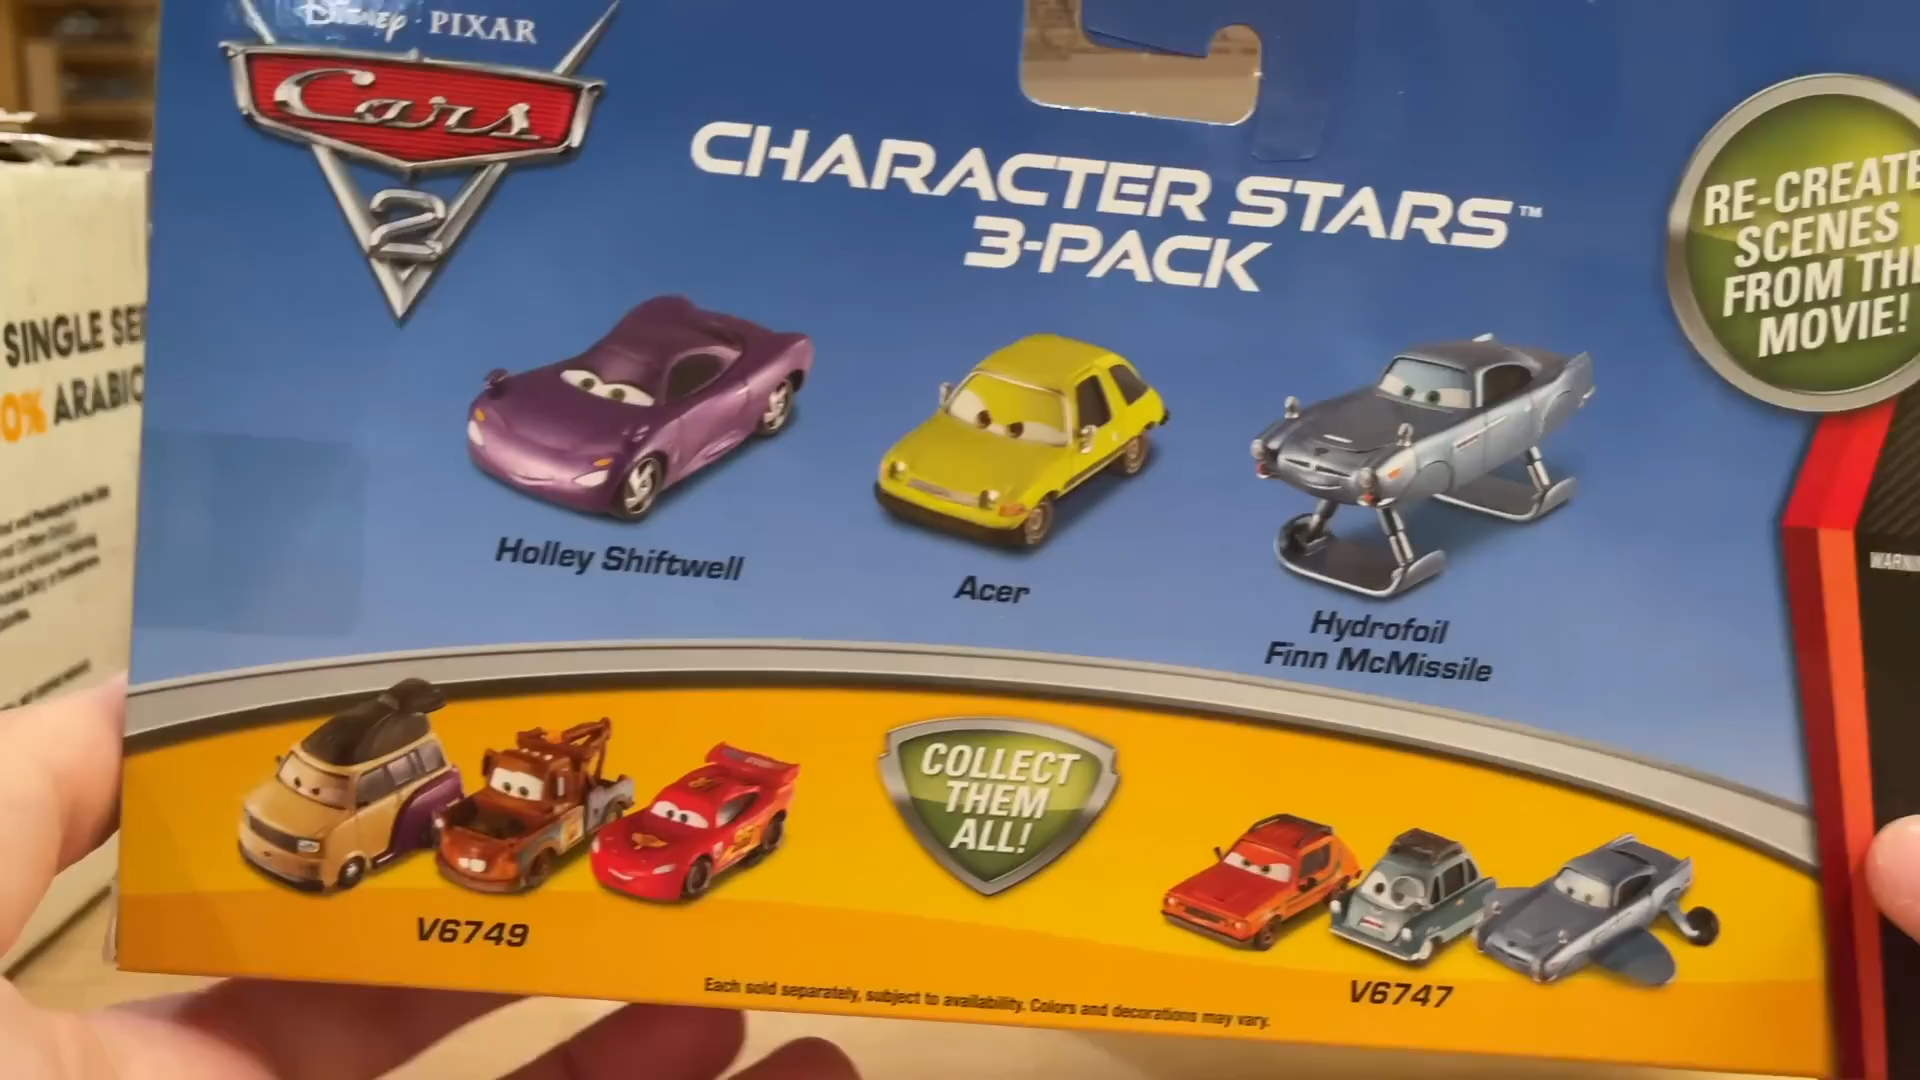 Disney · PIXAR
Cars
2
CHARACTER STARS™
3-PACK
RE-CREATE
SCENES
FROM THE
MOVIE!
SINGLE SE
0% ARABIC
Holley Shiftwell
Acer
Hydrofoil
Finn McMissile
WARN
COLLECT
THEM
ALL!
V6749
V6747
Each sold separately, subject to availability. Colors and decorations may vary.